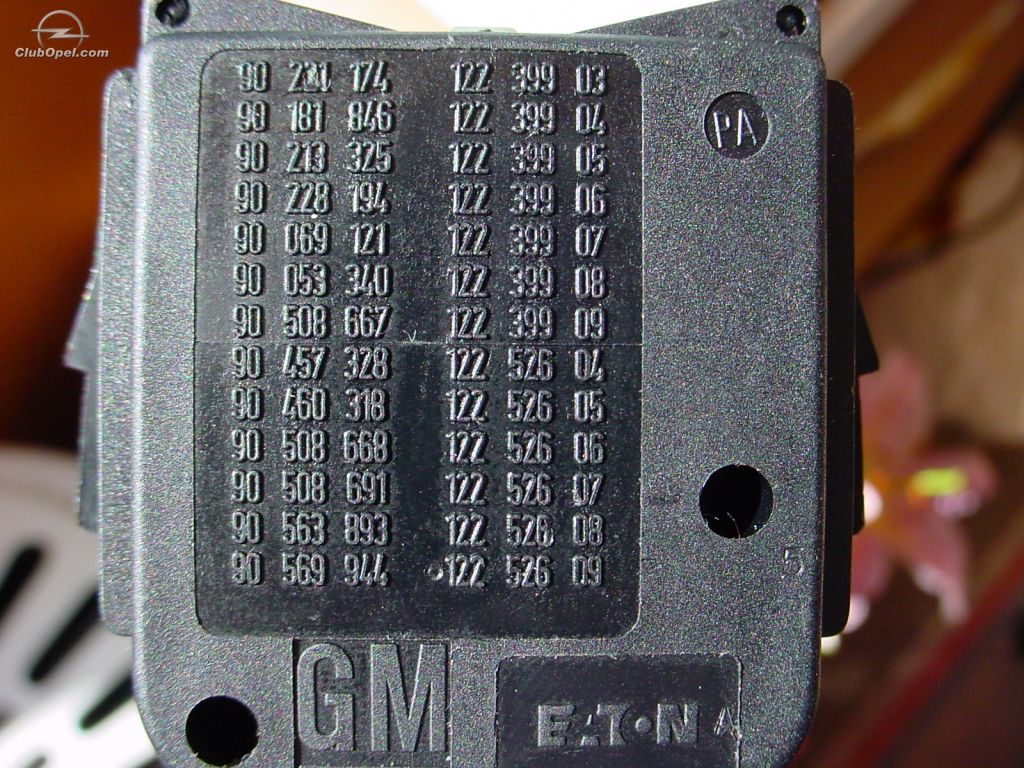 ClubOpel.com
90 221 174 122 399 03
90 181 846 122 399 04
PA
90 213 325 122 399 05
90 228 194 122 399 06
90 069 121 122 399 07
90 053 340 122 399 08
90 508 667 122 399 09
90 457 328 122 526 04
90 460 318 122 526 05
90 508 668 122 526 06
90 508 691 122 526 07
90 563 893 122 526 08
90 569 944 122 526 09
5
GM
EATON A